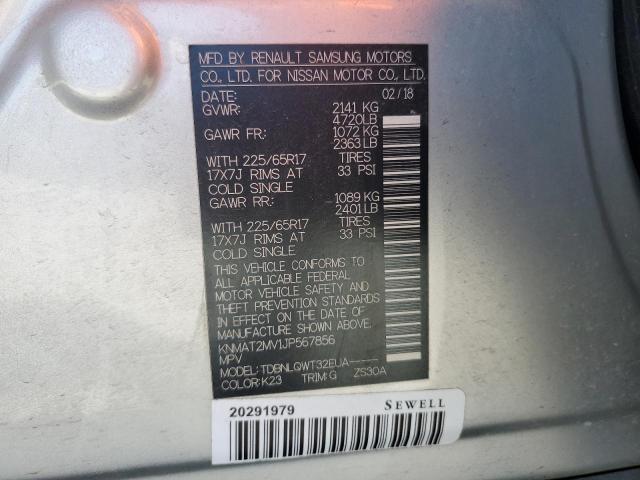 MFD BY RENAULT SAMSUNG MOTORS
CO., LTD. FOR NISSAN MOTOR CO., LTD.
DATE: 02/18
GVWR: 2141 KG
4720LB
GAWR FR: 1072 KG
2363 LB
WITH 225/65R17 TIRES
17X7J RIMS AT 33 PSI
COLD SINGLE
GAWR RR: 1089 KG
2401 LB
WITH 225/65R17 TIRES
17X7J RIMS AT 33 PSI
COLD SINGLE
THIS VEHICLE CONFORMS TO
ALL APPLICABLE FEDERAL
MOTOR VEHICLE SAFETY AND
THEFT PREVENTION STANDARDS
IN EFFECT ON THE DATE OF
MANUFACTURE SHOWN ABOVE.
KNMAT2MV1JP567856
MPV
MODEL: TDBNLQWT32EUA-----
COLOR: K23 TRIM: G ZS30A
20291979 SEWELL